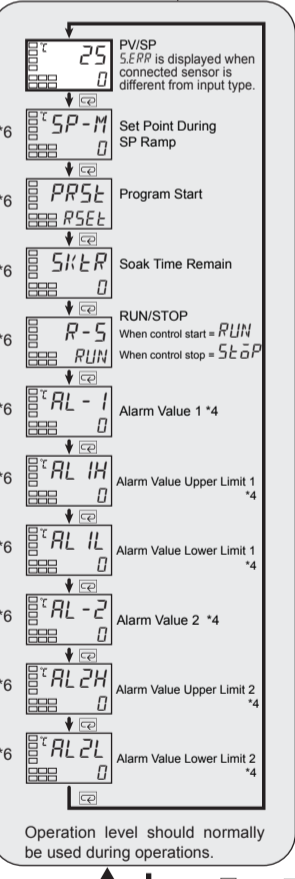 ℃ 25
0
PV/SP
S.ERR is displayed when
connected sensor is
different from input type.
*6
℃ SP-M
0
Set Point During
SP Ramp
*6
PRSt
RSEt
Program Start
*6
SKtR
0
Soak Time Remain
*6
R-S
RUN
RUN/STOP
When control start = RUN
When control stop = StoP
*6
℃ AL-1
0
Alarm Value 1 *4
*6
℃ AL 1H
0
Alarm Value Upper Limit 1
*4
*6
℃ AL 1L
0
Alarm Value Lower Limit 1
*4
*6
℃ AL-2
0
Alarm Value 2 *4
*6
℃ AL2H
0
Alarm Value Upper Limit 2
*4
*6
℃ AL2L
0
Alarm Value Lower Limit 2
*4
Operation level should normally
be used during operations.